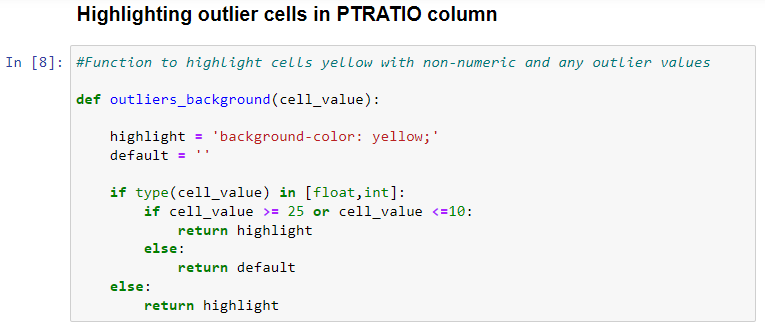 Highlighting outlier cells in PTRATIO column
In [8]: #Function to highlight cells yellow with non-numeric and any outlier values
def outliers_background(cell_value):
    highlight = 'background-color: yellow;'
    default = ''
    if type(cell_value) in [float,int]:
        if cell_value >= 25 or cell_value <=10:
            return highlight
        else:
            return default
    else:
        return highlight